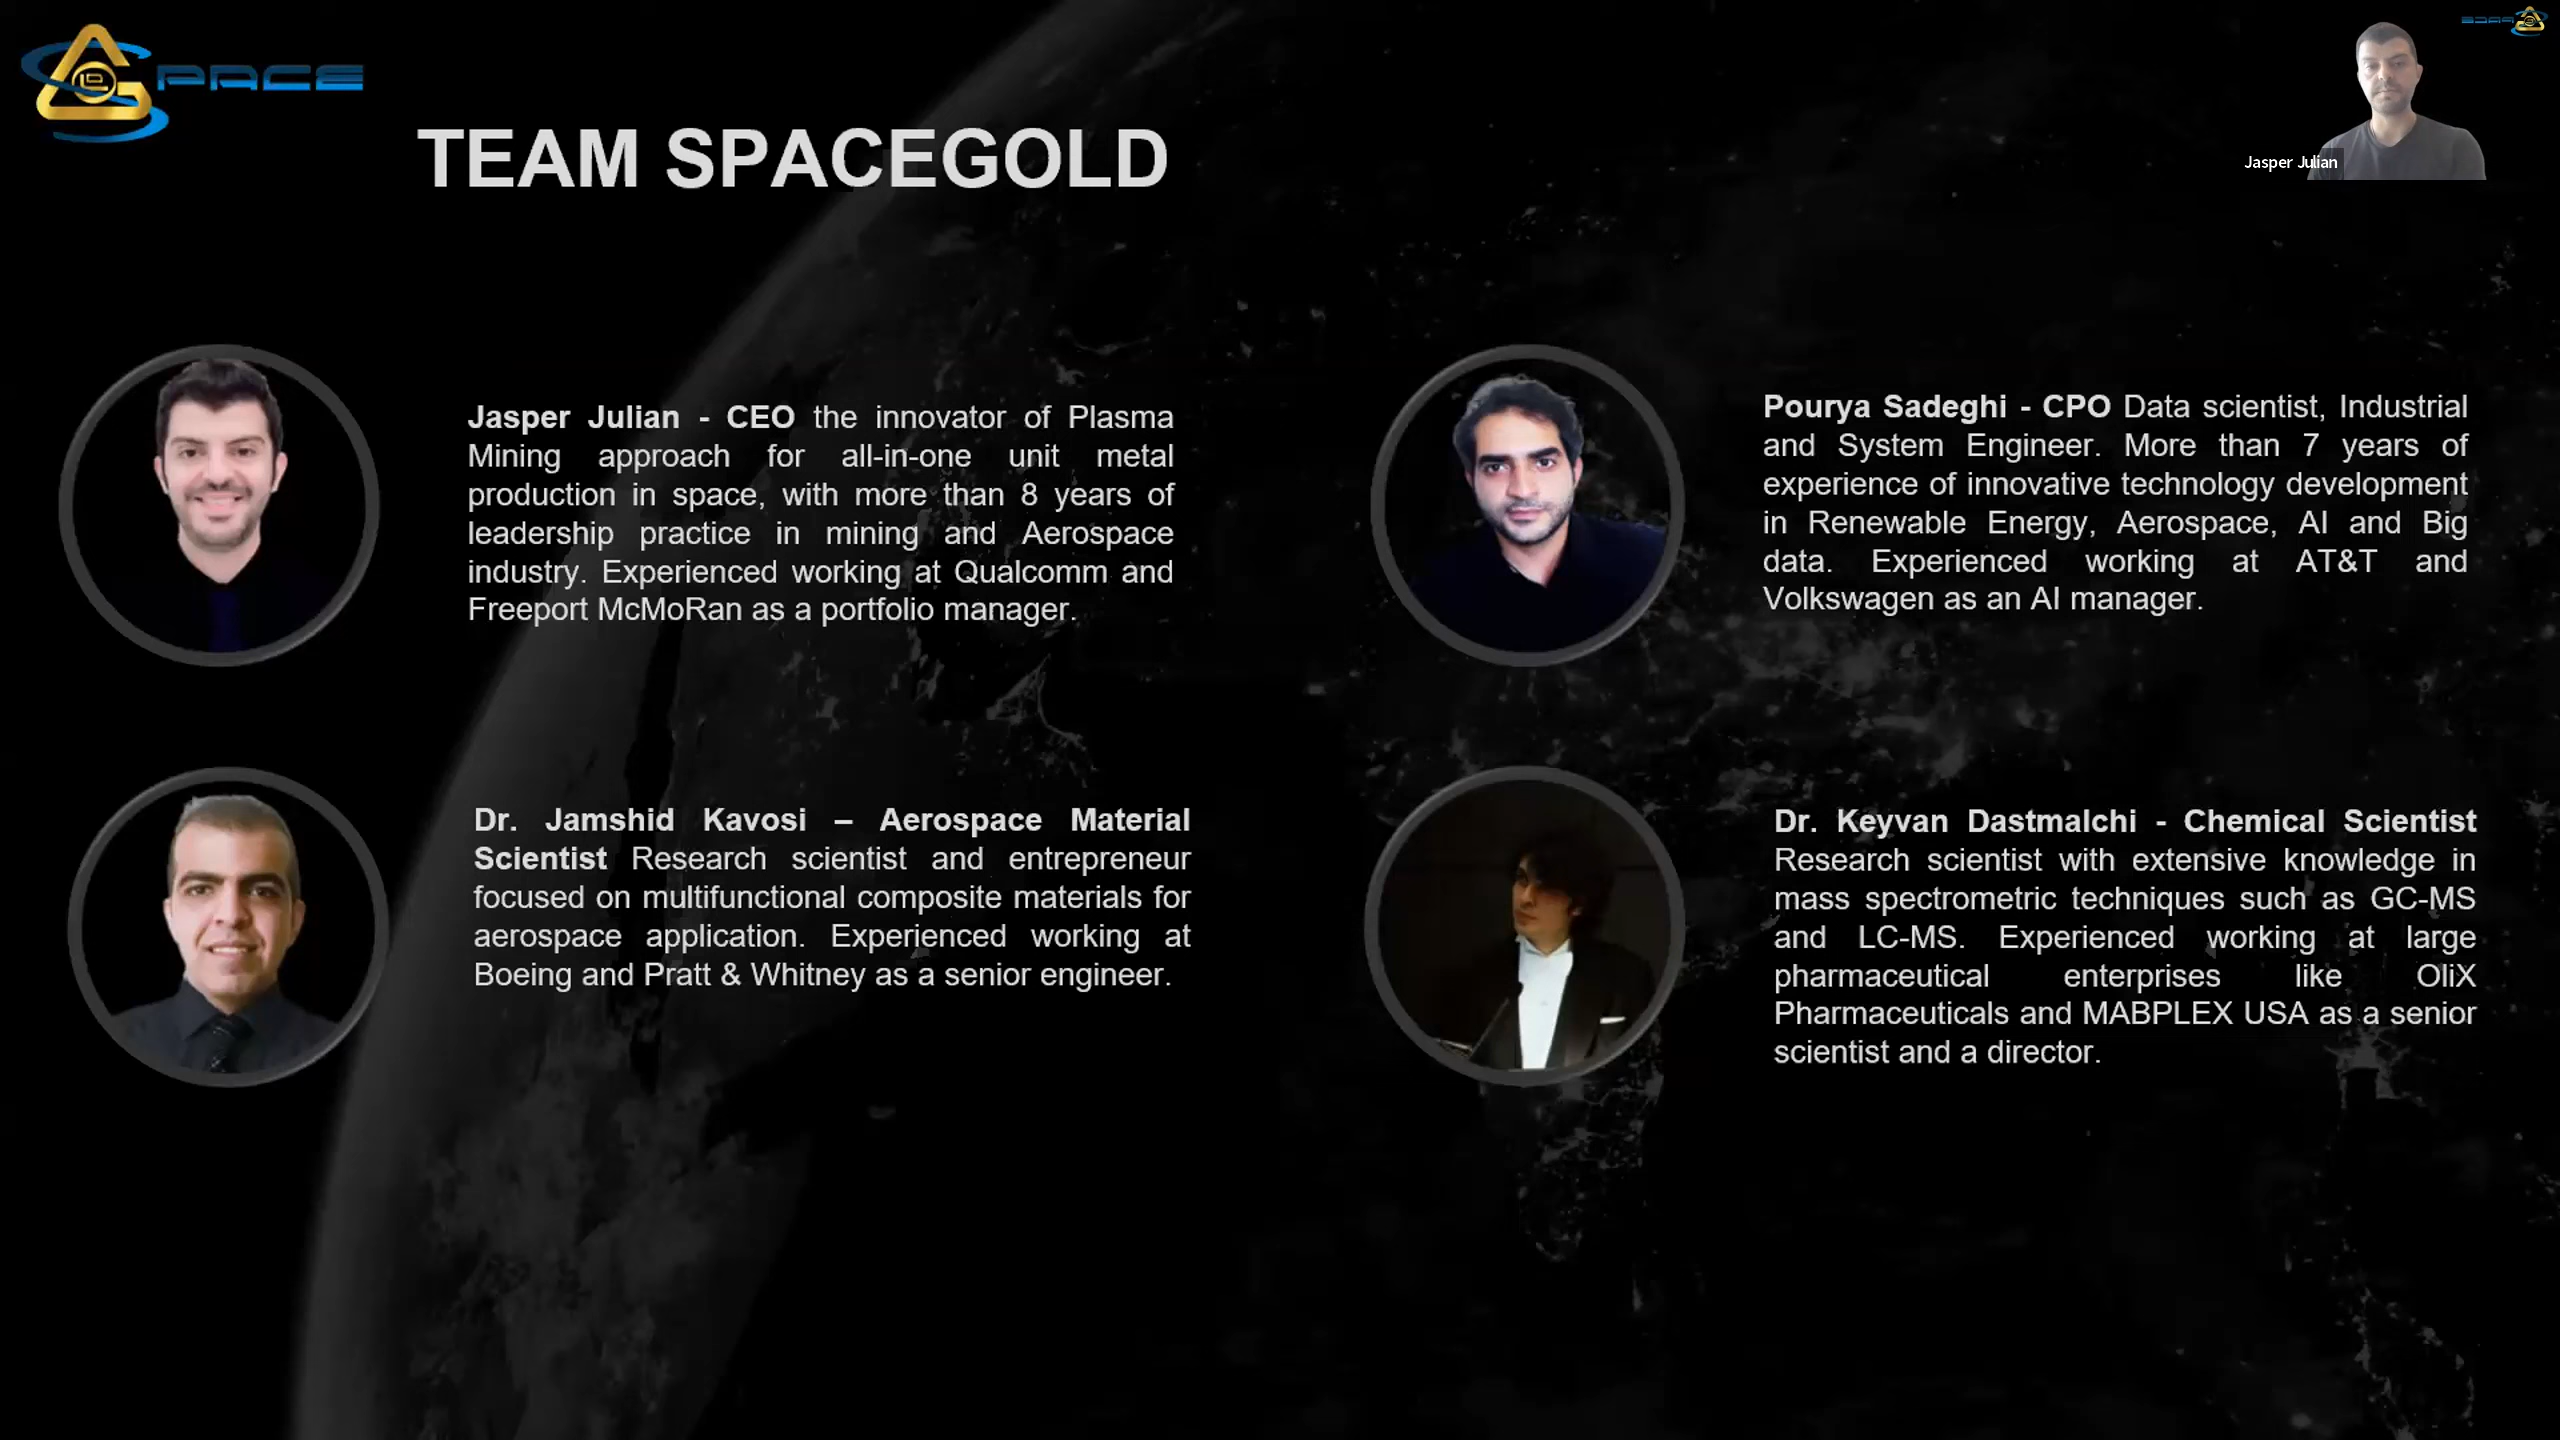 PACE
Jasper Julian
TEAM SPACEGOLD
Jasper Julian - CEO the innovator of Plasma
Mining approach for all-in-one unit metal
production in space, with more than 8 years of
leadership practice in mining and Aerospace
industry. Experienced working at Qualcomm and
Freeport McMoRan as a portfolio manager.
Pourya Sadeghi - CPO Data scientist, Industrial
and System Engineer. More than 7 years of
experience of innovative technology development
in Renewable Energy, Aerospace, AI and Big
data. Experienced working at AT&T and
Volkswagen as an AI manager.
Dr. Jamshid Kavosi – Aerospace Material
Scientist Research scientist and entrepreneur
focused on multifunctional composite materials for
aerospace application. Experienced working at
Boeing and Pratt & Whitney as a senior engineer.
Dr. Keyvan Dastmalchi - Chemical Scientist
Research scientist with extensive knowledge in
mass spectrometric techniques such as GC-MS
and LC-MS. Experienced working at large
pharmaceutical enterprises like OliX
Pharmaceuticals and MABPLEX USA as a senior
scientist and a director.